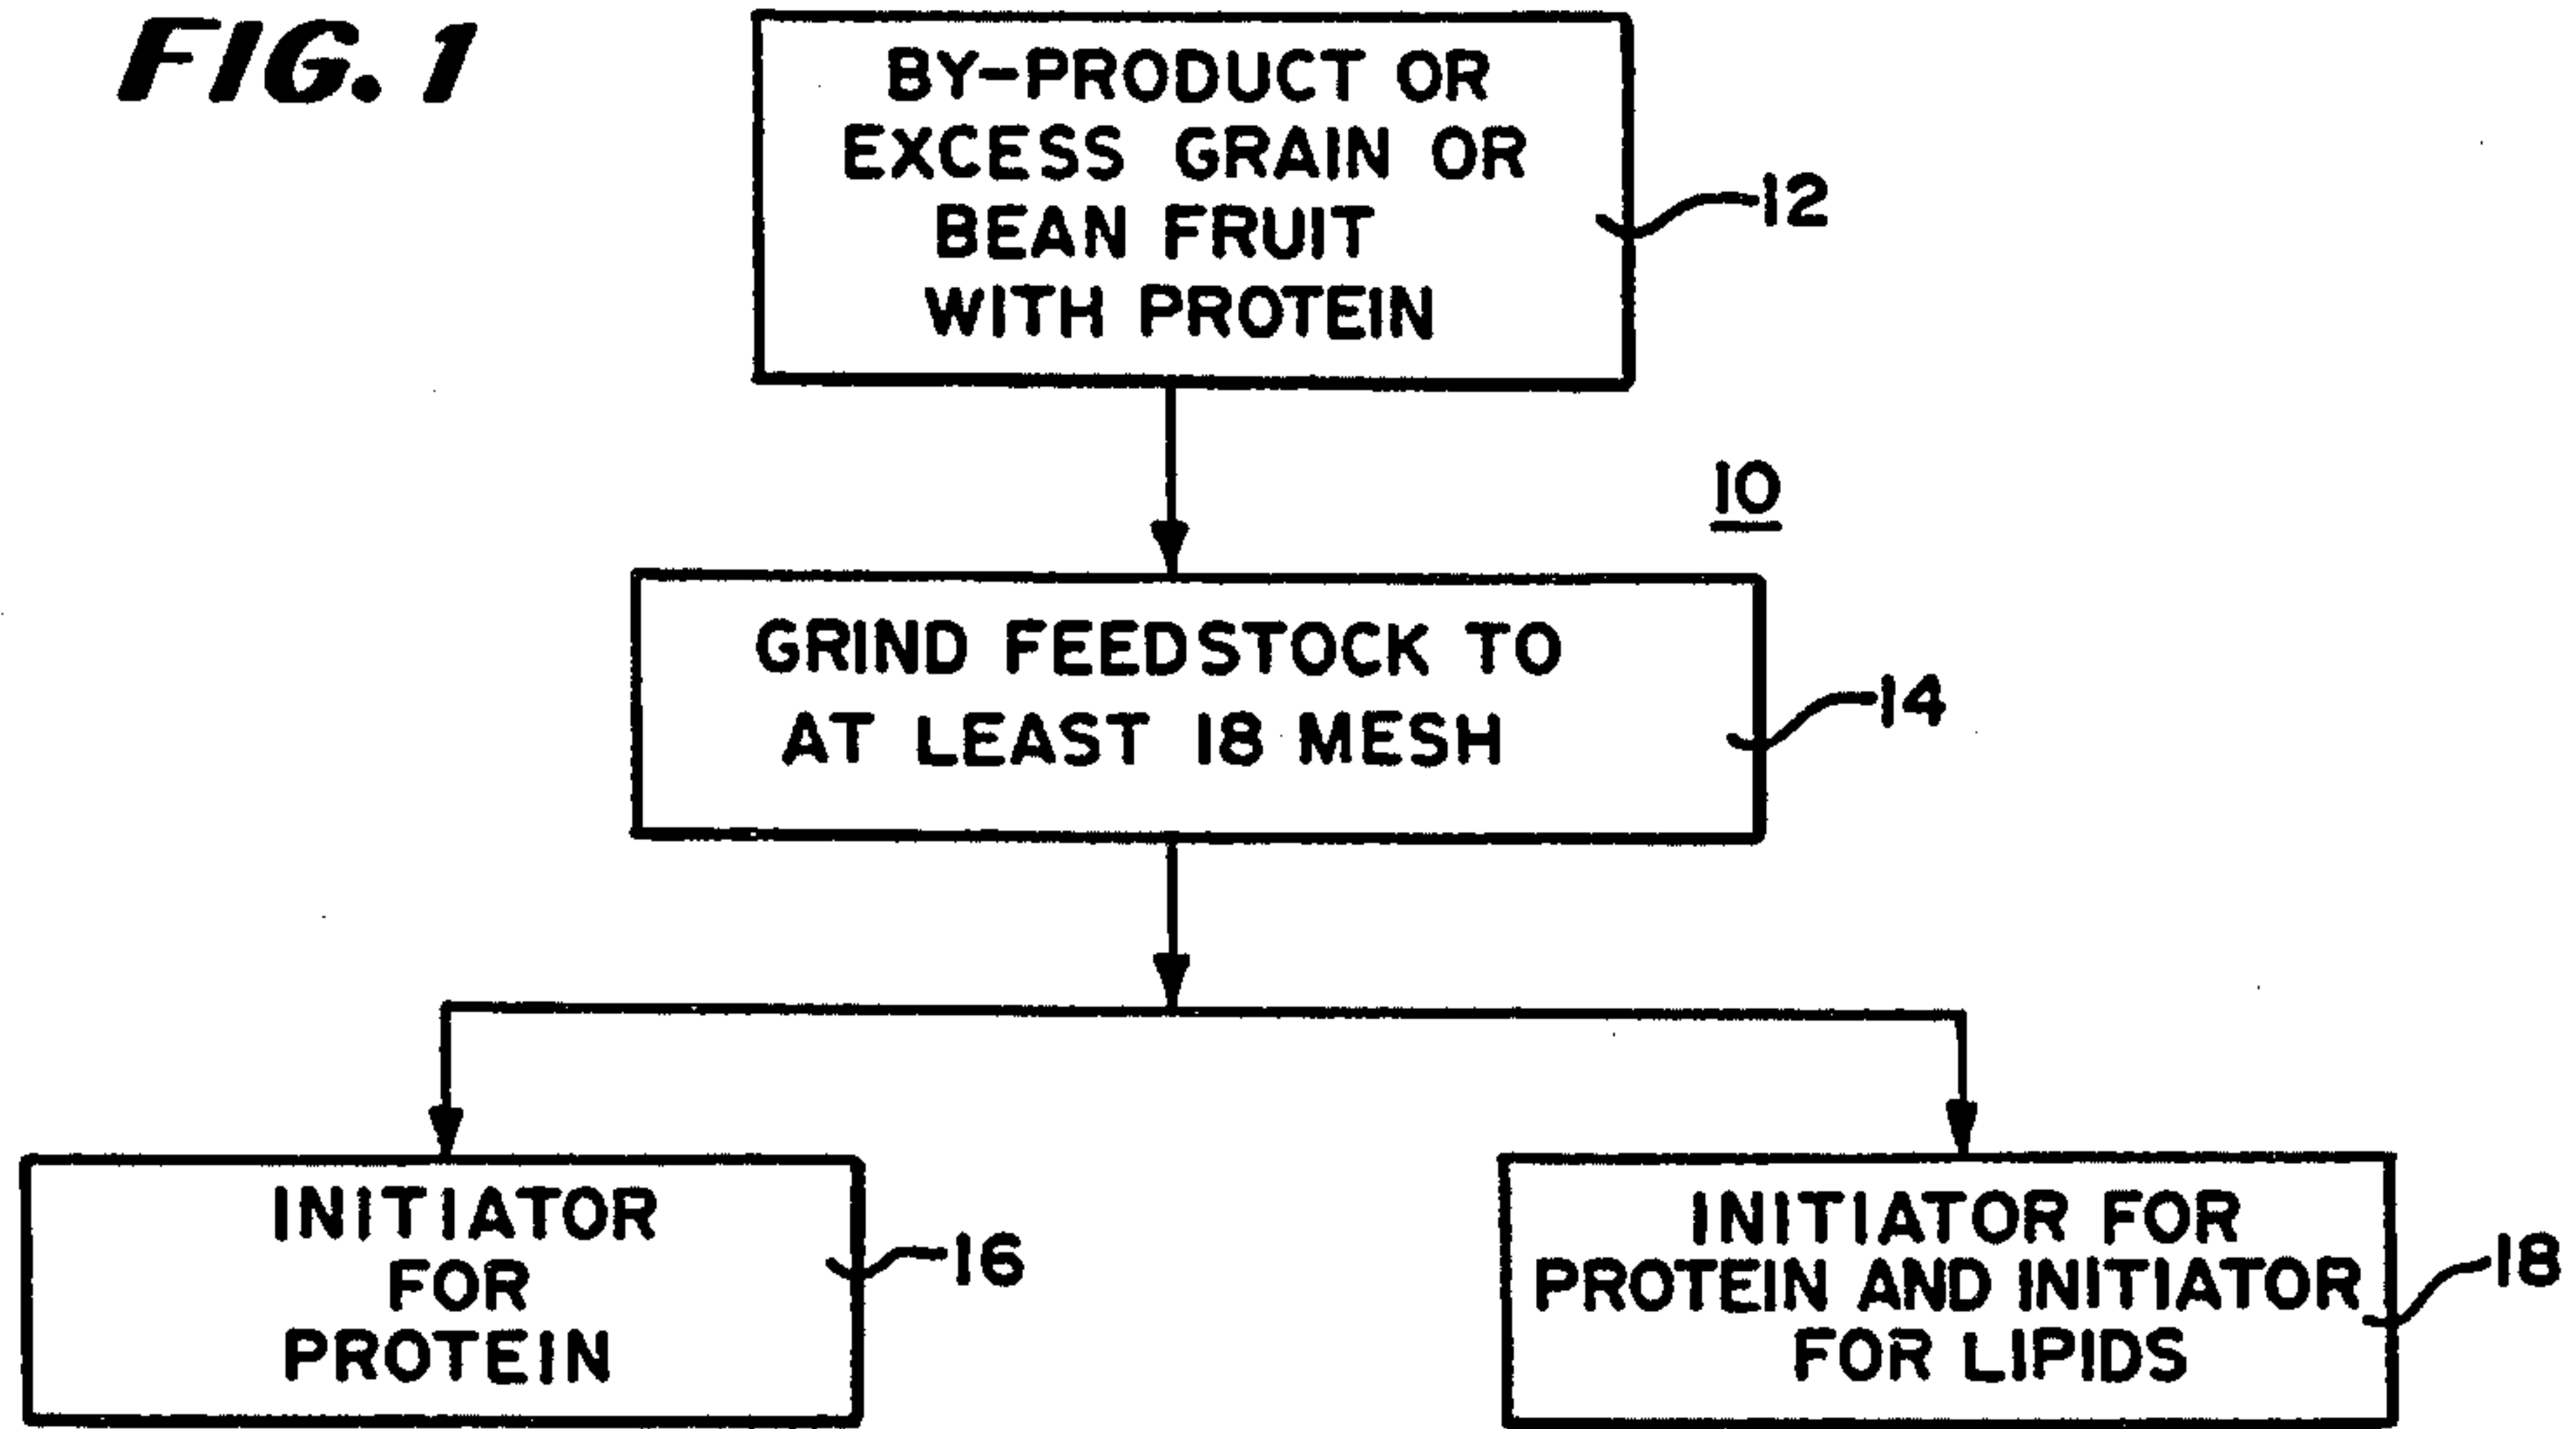 FIG. 1
BY-PRODUCT OR
EXCESS GRAIN OR
BEAN FRUIT
WITH PROTEIN
12
10
GRIND FEEDSTOCK TO
AT LEAST 18 MESH
14
INITIATOR
FOR
PROTEIN
16
INITIATOR FOR
PROTEIN AND INITIATOR
FOR LIPIDS
18